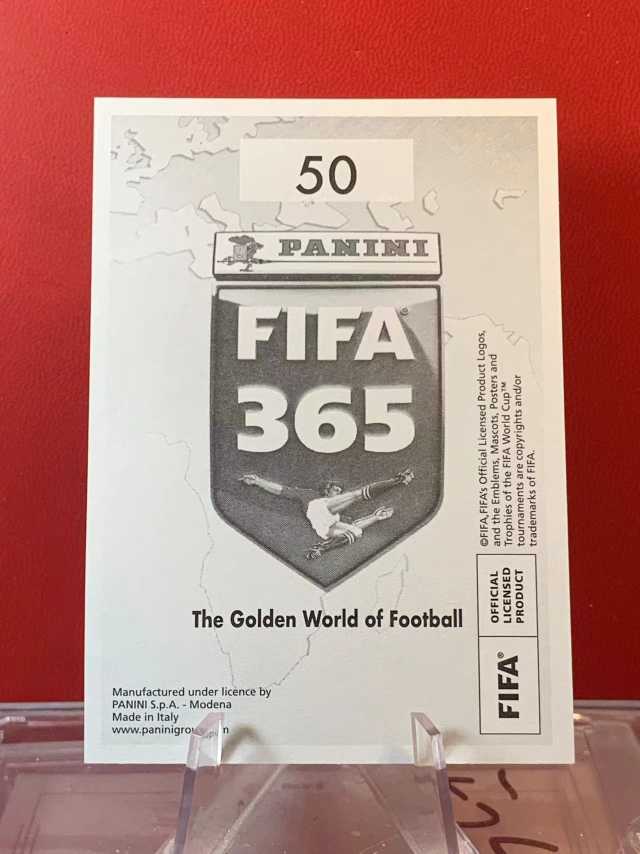 50
PANINI
FIFA®
365
The Golden World of Football
©FIFA, FIFA's Official Licensed Product Logos,
and the Emblems, Mascots, Posters and
Trophies of the FIFA World Cup™
tournaments are copyrights and/or
trademarks of FIFA.
FIFA®
OFFICIAL
LICENSED
PRODUCT
Manufactured under licence by
PANINI S.p.A. - Modena
Made in Italy